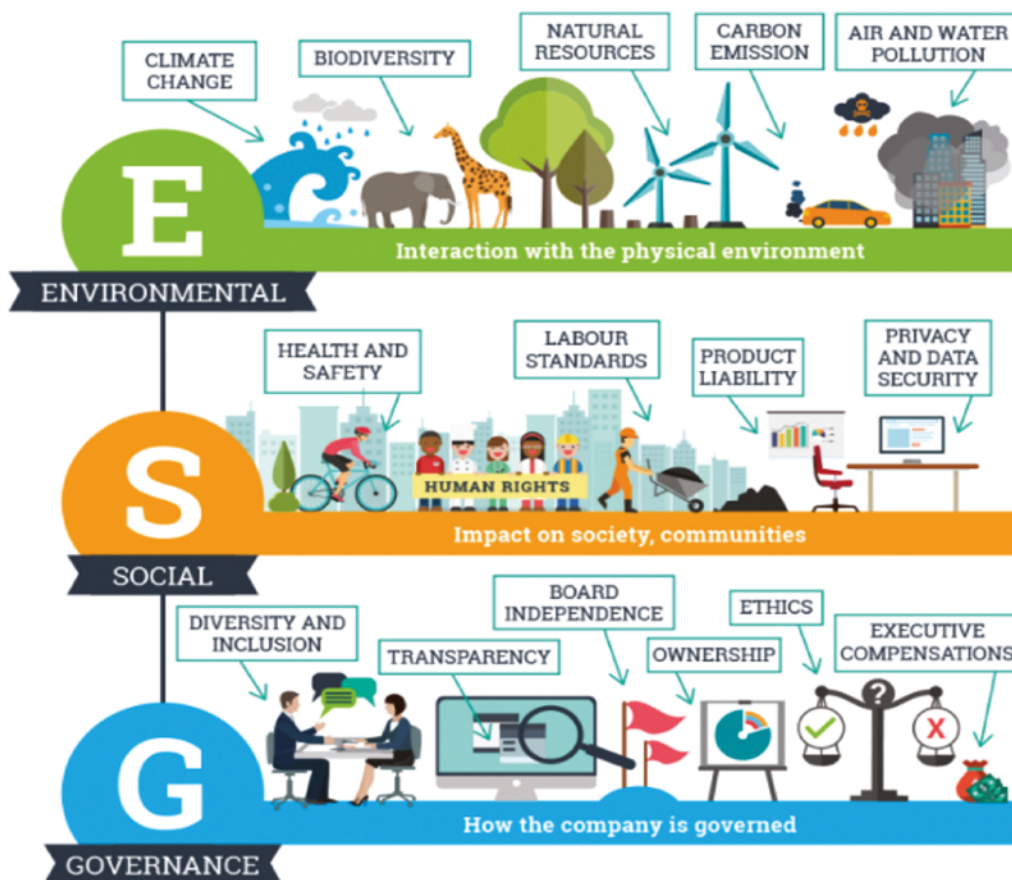 CLIMATE
CHANGE
BIODIVERSITY
NATURAL
RESOURCES
CARBON
EMISSION
AIR AND WATER
POLLUTION
E
Interaction with the physical environment
ENVIRONMENTAL
HEALTH AND
SAFETY
LABOUR
STANDARDS
PRODUCT
LIABILITY
PRIVACY
AND DATA
SECURITY
S
HUMAN RIGHTS
Impact on society, communities
SOCIAL
DIVERSITY AND
INCLUSION
TRANSPARENCY
BOARD
INDEPENDENCE
OWNERSHIP
ETHICS
EXECUTIVE
COMPENSATIONS
?
X
G
How the company is governed
GOVERNANCE